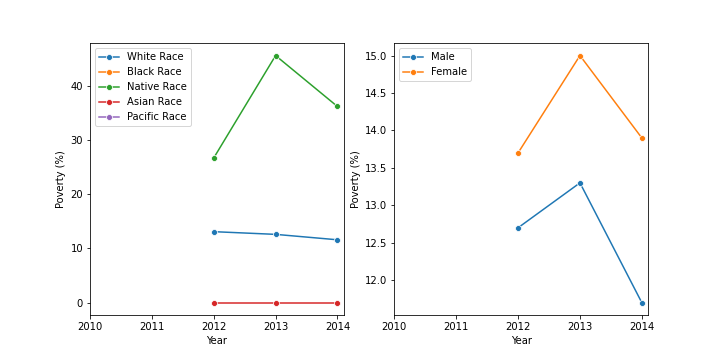 White Race
Black Race
Native Race
Asian Race
Pacific Race
Poverty (%)
40
30
20
10
0
2010 2011 2012 2013 2014
Year
Male
Female
Poverty (%)
15.0
14.5
14.0
13.5
13.0
12.5
12.0
2010 2011 2012 2013 2014
Year